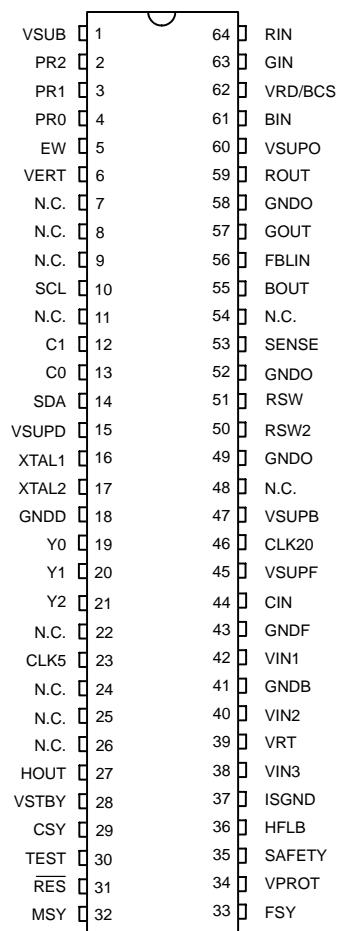 VSUB 1 64 RIN
PR2 2 63 GIN
PR1 3 62 VRD/BCS
PR0 4 61 BIN
EW 5 60 VSUPO
VERT 6 59 ROUT
N.C. 7 58 GNDO
N.C. 8 57 GOUT
N.C. 9 56 FBLIN
SCL 10 55 BOUT
N.C. 11 54 N.C.
C1 12 53 SENSE
C0 13 52 GNDO
SDA 14 51 RSW
VSUPD 15 50 RSW2
XTAL1 16 49 GNDO
XTAL2 17 48 N.C.
GNDD 18 47 VSUPB
Y0 19 46 CLK20
Y1 20 45 VSUPF
Y2 21 44 CIN
N.C. 22 43 GNDF
CLK5 23 42 VIN1
N.C. 24 41 GNDB
N.C. 25 40 VIN2
N.C. 26 39 VRT
HOUT 27 38 VIN3
VSTBY 28 37 ISGND
CSY 29 36 HFLB
TEST 30 35 SAFETY
RES 31 34 VPROT
MSY 32 33 FSY